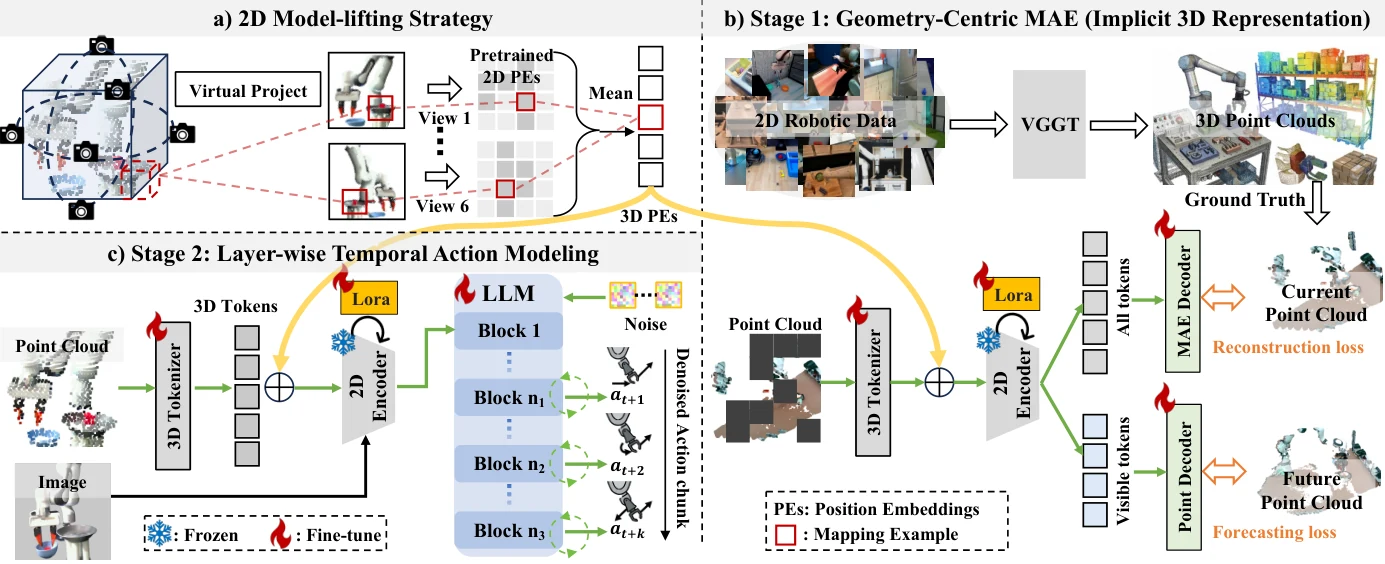 a) 2D Model-lifting Strategy
Virtual Project
View 1
View 6
Pretrained
2D PEs
Mean
3D PEs
b) Stage 1: Geometry-Centric MAE (Implicit 3D Representation)
2D Robotic Data
VGGT
3D Point Clouds
Ground Truth
Point Cloud
3D Tokenizer
Lora
2D
Encoder
All tokens
Visible tokens
MAE Decoder
Point Decoder
Current
Point Cloud
Reconstruction loss
Future
Point Cloud
Forecasting loss
PEs: Position Embeddings
: Mapping Example
c) Stage 2: Layer-wise Temporal Action Modeling
Point Cloud
Image
3D Tokenizer
3D Tokens
Lora
2D
Encoder
LLM
Block 1
Block n₁
Block n₂
Block n₃
Noise
a⃗ₜ₊₁
aₜ₊₂
aₜ₊ₖ
Denoised Action chunk
: Frozen
: Fine-tune